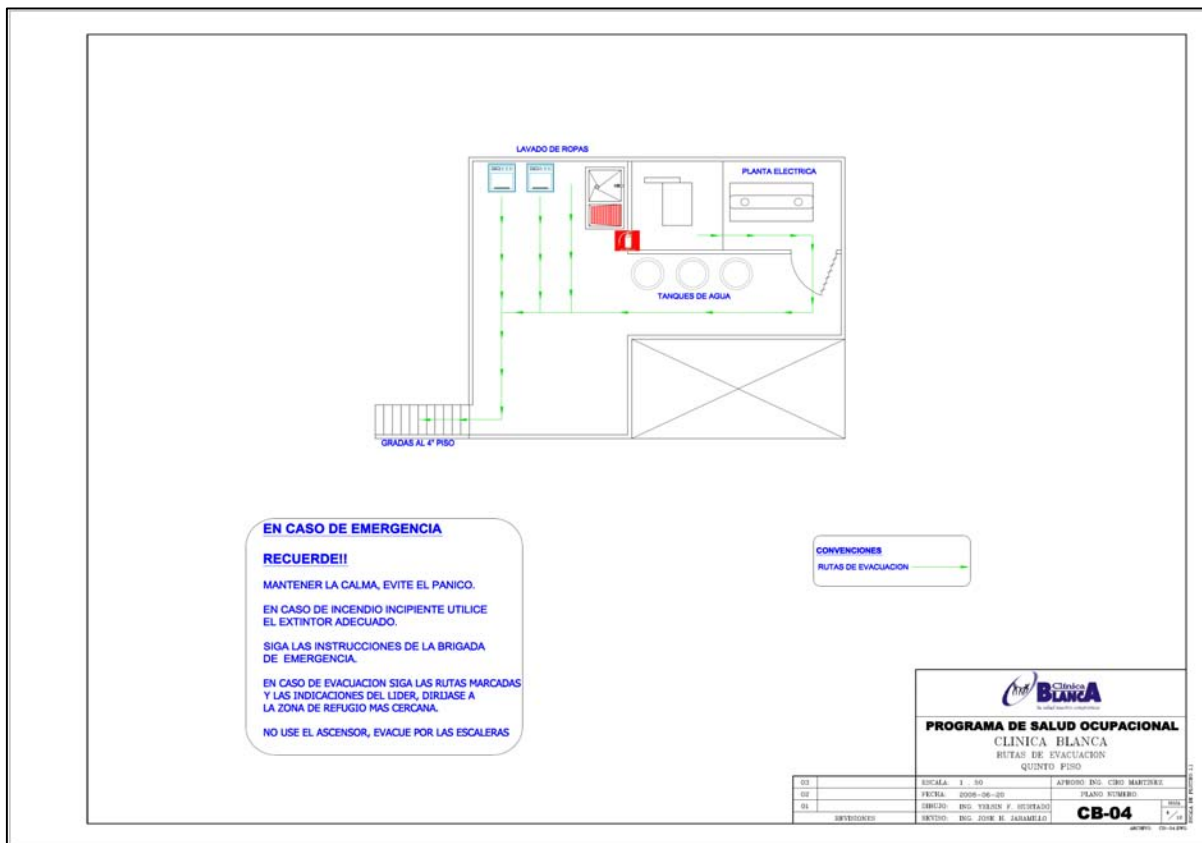 LAVADO DE ROPAS
PLANTA ELECTRICA
TANQUES DE AGUA
GRADAS AL 4° PISO
EN CASO DE EMERGENCIA
RECUERDE!!
MANTENER LA CALMA, EVITE EL PANICO.
EN CASO DE INCENDIO INCIPIENTE UTILICE
EL EXTINTOR ADECUADO.
SIGA LAS INSTRUCCIONES DE LA BRIGADA
DE EMERGENCIA.
EN CASO DE EVACUACION SIGA LAS RUTAS MARCADAS
Y LAS INDICACIONES DEL LIDER, DIRIJASE A
LA ZONA DE REFUGIO MAS CERCANA.
NO USE EL ASCENSOR, EVACUE POR LAS ESCALERAS
CONVENCIONES
RUTAS DE EVACUACION
Clínica
BLANCA
PROGRAMA DE SALUD OCUPACIONAL
CLINICA BLANCA
RUTAS DE EVACUACION
QUINTO PISO
03 ESCALA: 1 . 50 APROBO ING. CIRO MARTINEZ
02 FECHA: PLANO NUMERO
01 DIBUJO: ING. F. HURTADO CB-04
REVISIONES REVISO: ING. JOSE H. JARAMILLO